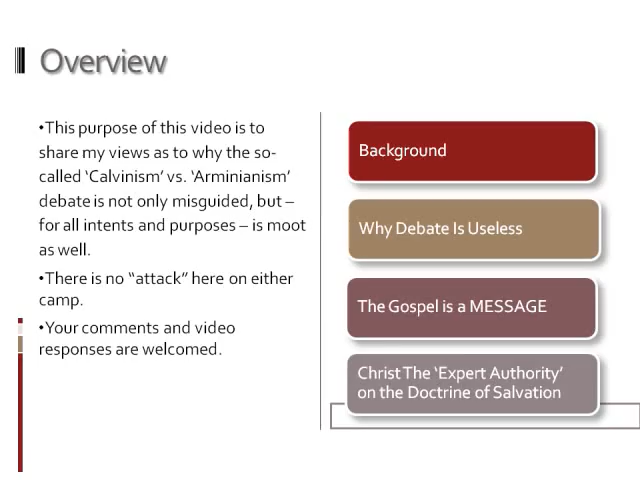 Overview
•This purpose of this video is to
share my views as to why the so-
called ‘Calvinism’ vs. ‘Arminianism’
debate is not only misguided, but –
for all intents and purposes – is moot
as well.
•There is no “attack” here on either
camp.
•Your comments and video
responses are welcomed.
Background
Why Debate Is Useless
The Gospel is a MESSAGE
Christ The ‘Expert Authority’
on the Doctrine of Salvation